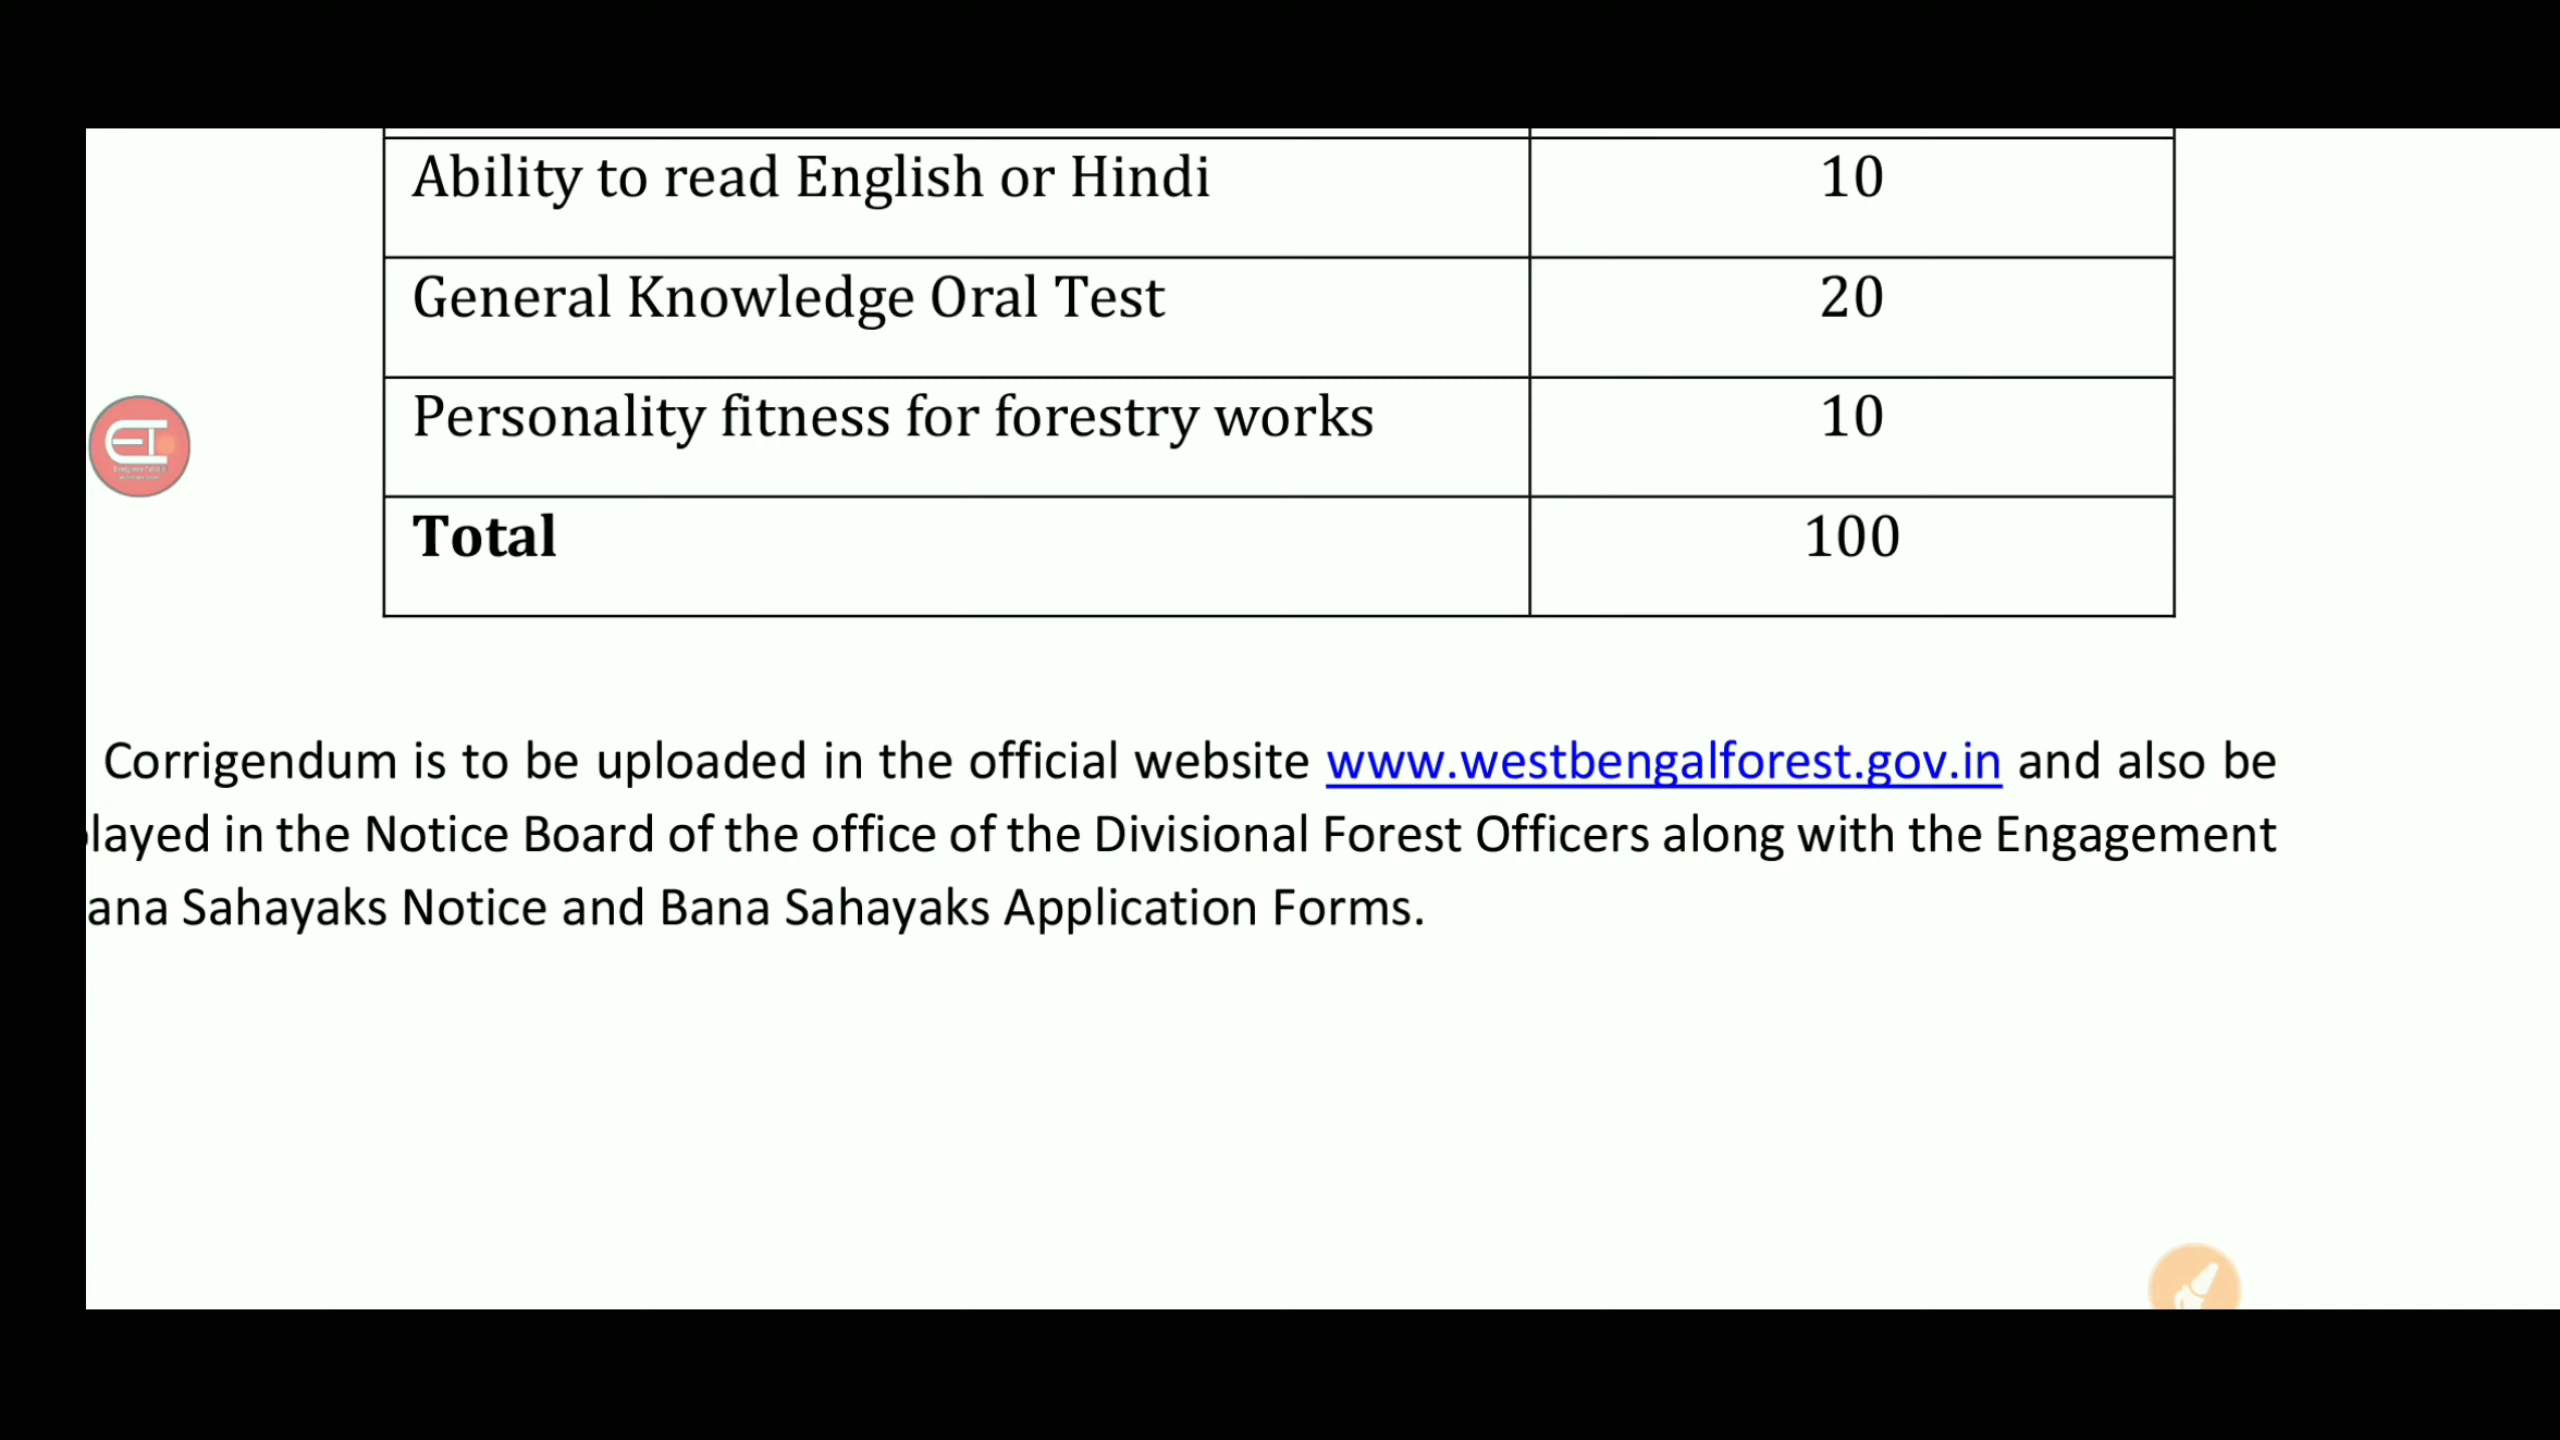 Ability to read English or Hindi 10
General Knowledge Oral Test 20
Personality fitness for forestry works 10
Total 100
ET
Corrigendum is to be uploaded in the official website www.westbengalforest.gov.in and also be
layed in the Notice Board of the office of the Divisional Forest Officers along with the Engagement
ana Sahayaks Notice and Bana Sahayaks Application Forms.